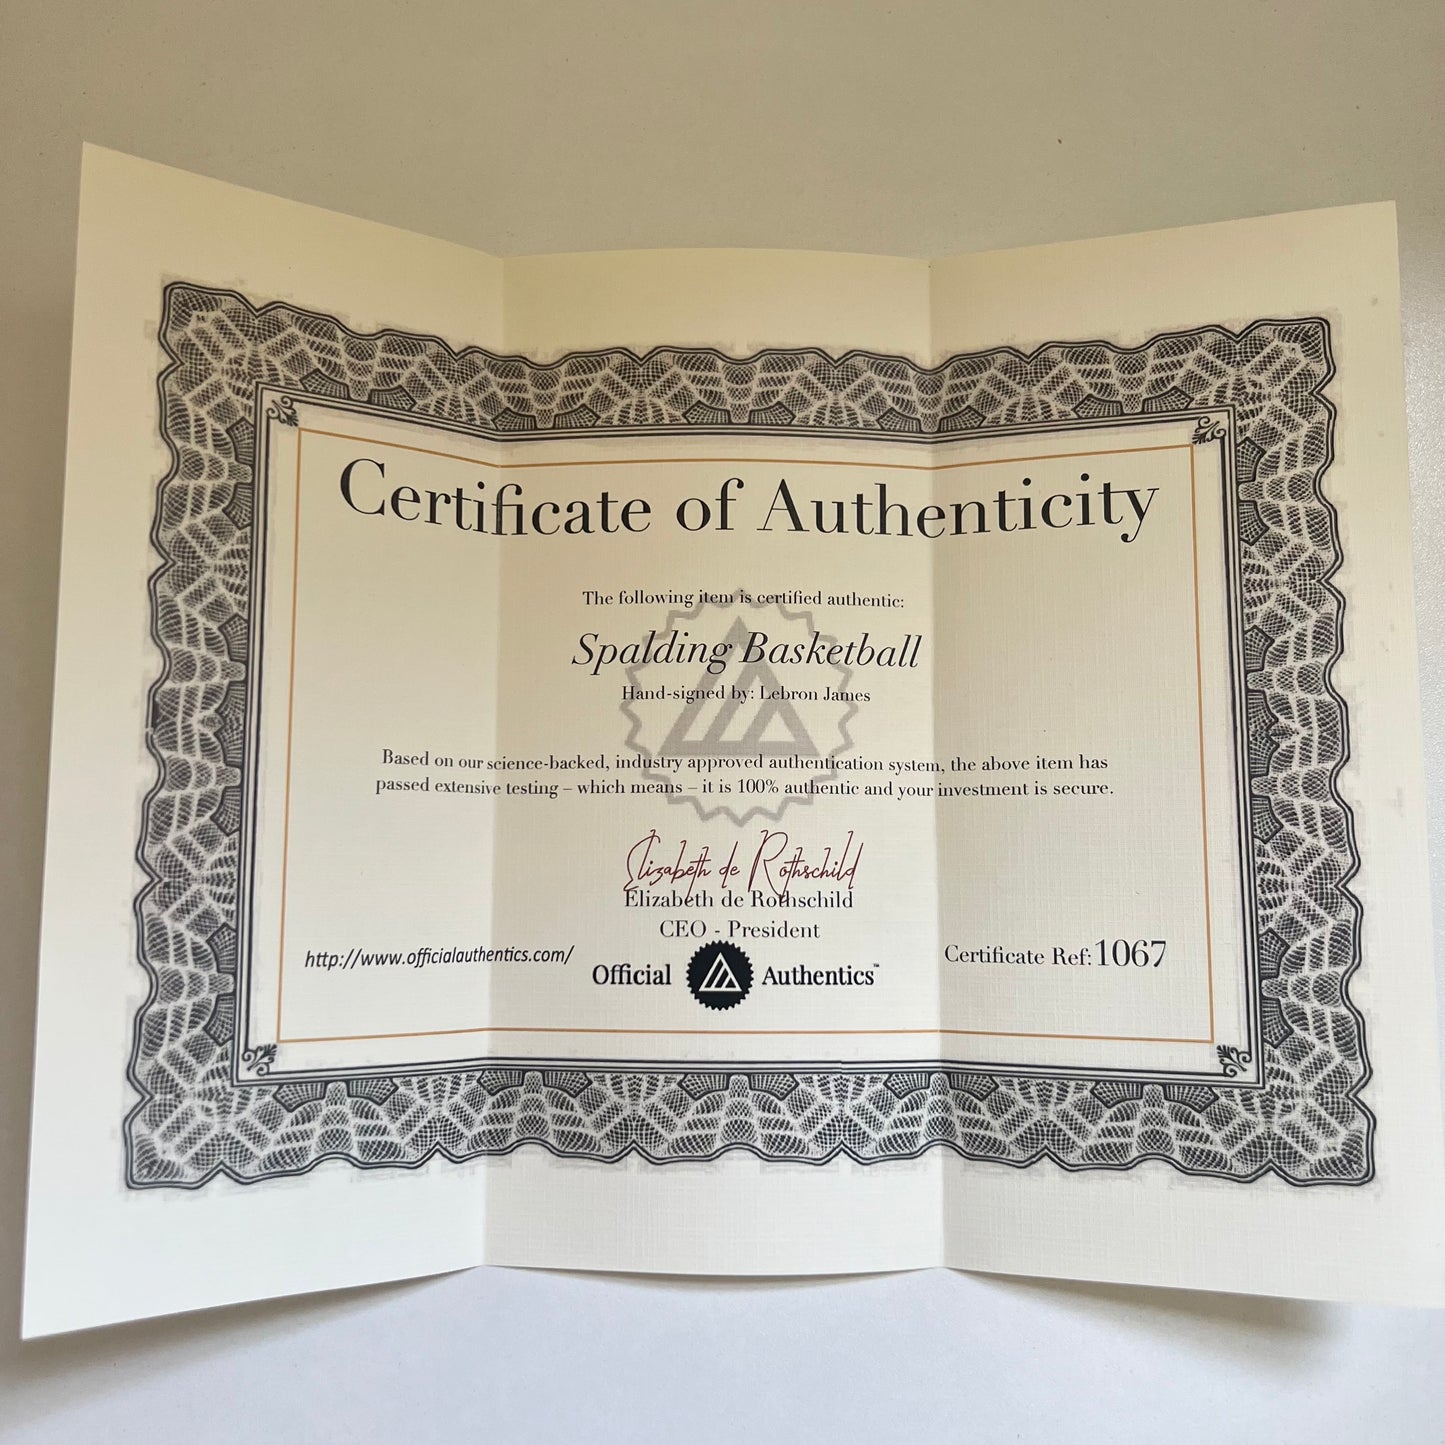 Certificate of Authenticity
The following item is certified authentic:
Spalding Basketball
Hand-signed by: Lebron James
Based on our science-backed, industry approved authentication system, the above item has
passed extensive testing – which means – it is 100% authentic and your investment is secure.
Elizabeth de Rothschild
Elizabeth de Rothschild
CEO - President
http://www.officialauthentics.com/
Official Authentics™
Certificate Ref: 1067